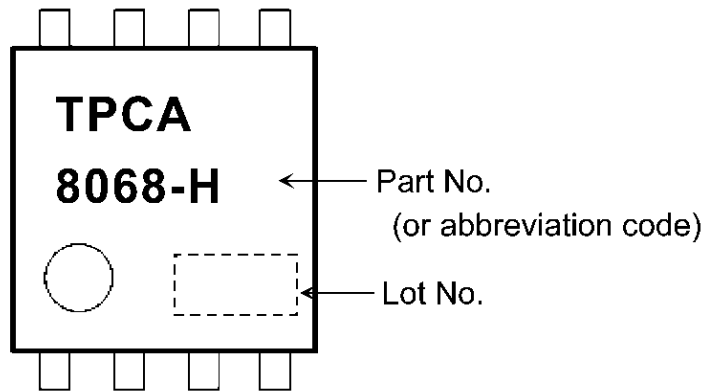 TPCA
8068-H
Part No.
(or abbreviation code)
Lot No.